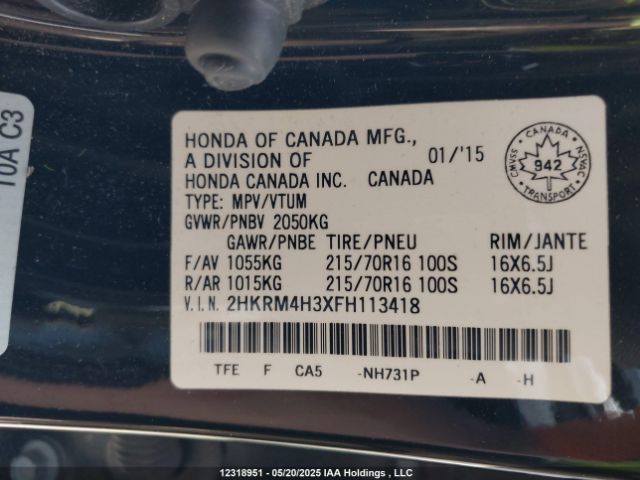 10A C3
HONDA OF CANADA MFG.,
A DIVISION OF 01/'15
HONDA CANADA INC. CANADA
TYPE: MPV/VTUM
GVWR/PNBV 2050KG
GAWR/PNBE TIRE/PNEU RIM/JANTE
F/AV 1055KG 215/70R16 100S 16X6.5J
R/AR 1015KG 215/70R16 100S 16X6.5J
V.I.N. 2HKRM4H3XFH113418
TFE F CA5 -NH731P -A -H
CANADA
CMVSS 942 NSVAC
TRANSPORT
12318951 - 05/20/2025 IAA Holdings , LLC